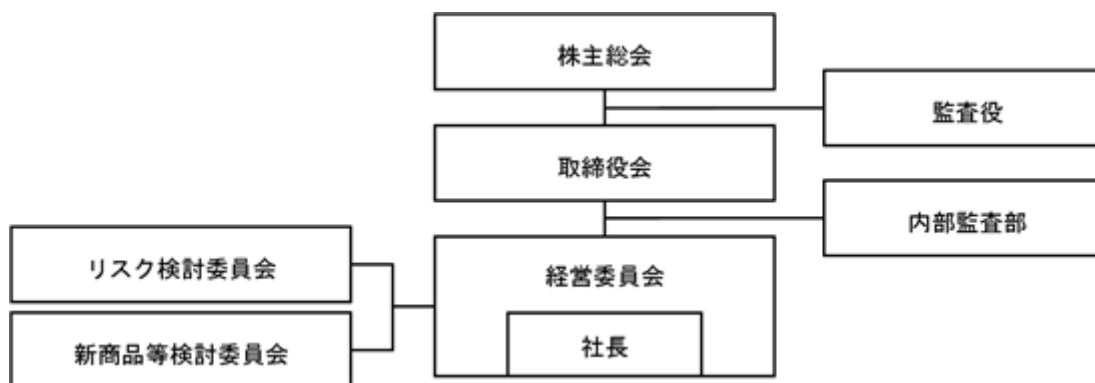 株主総会
監査役
取締役会
内部監査部
リスク検討委員会
経営委員会
新商品等検討委員会
社長